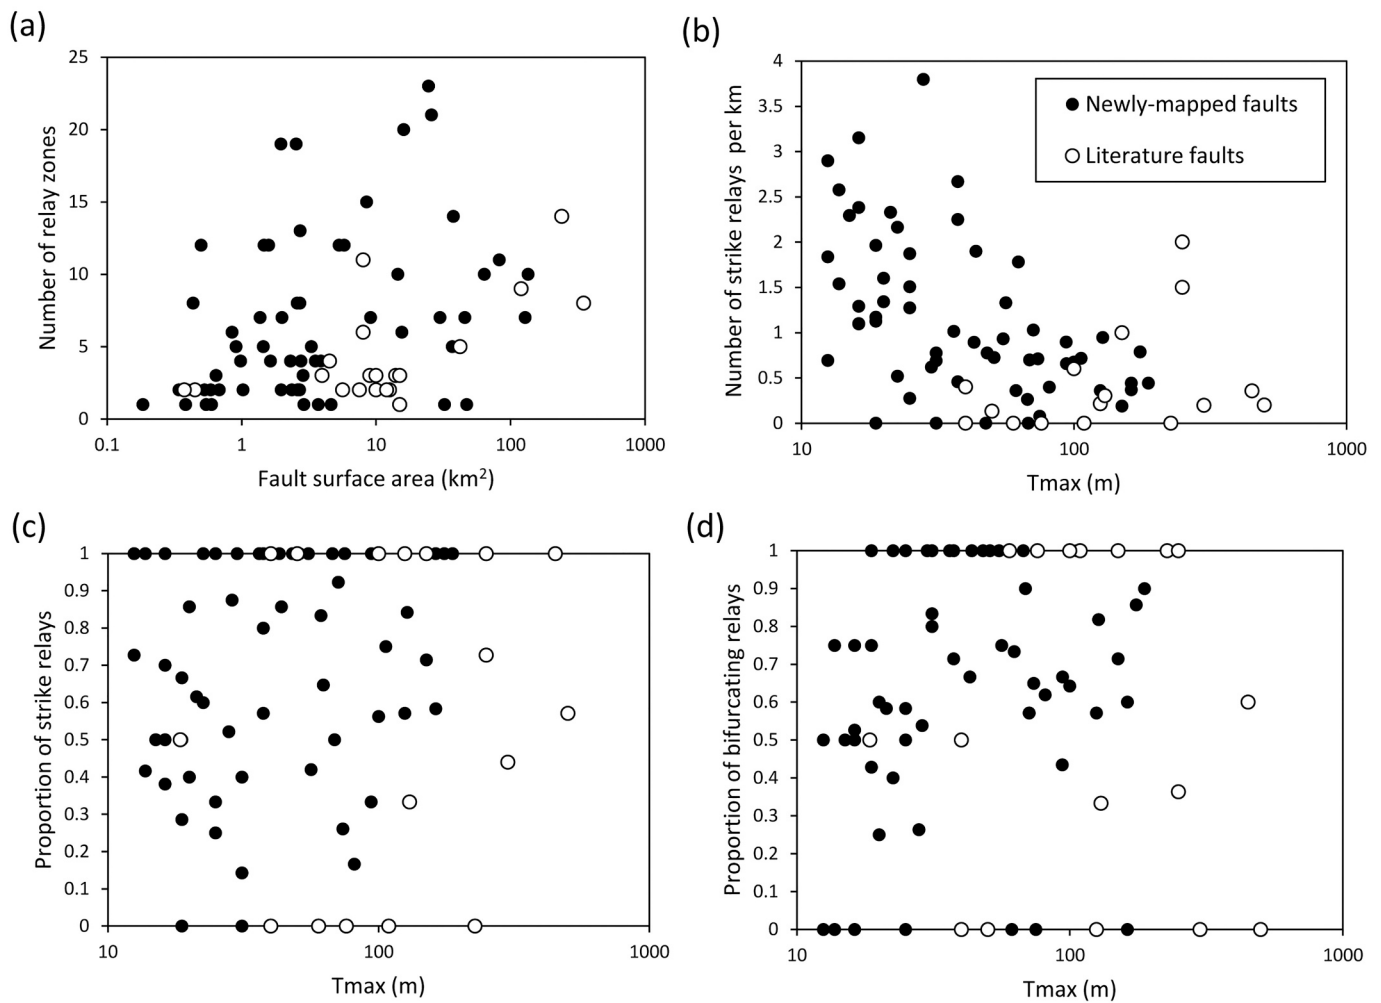 (a)
25
20
15
10
5
0
0.1 1 10 100 1000
Number of relay zones
Fault surface area (km²)
(b)
4
3.5
3
2.5
2
1.5
1
0.5
0
10 100 1000
Number of strike relays per km
Tmax (m)
Newly-mapped faults
Literature faults
(c)
1
0.9
0.8
0.7
0.6
0.5
0.4
0.3
0.2
0.1
0
10 100 1000
Proportion of strike relays
Tmax (m)
(d)
1
0.9
0.8
0.7
0.6
0.5
0.4
0.3
0.2
0.1
0
10 100 1000
Proportion of bifurcating relays
Tmax (m)